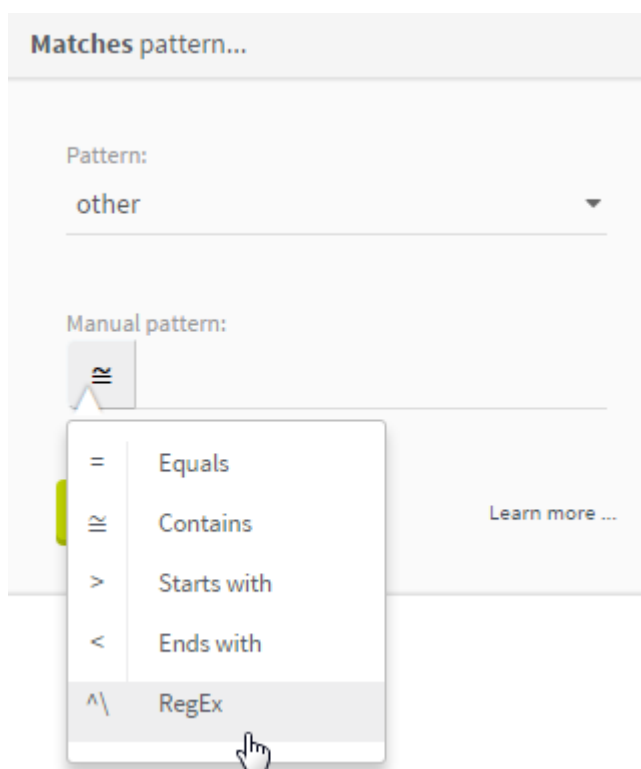 Matches pattern...
Pattern:
other
Manual pattern:
≅
= Equals
≅ Contains
> Starts with
< Ends with
^\ RegEx
Learn more ...